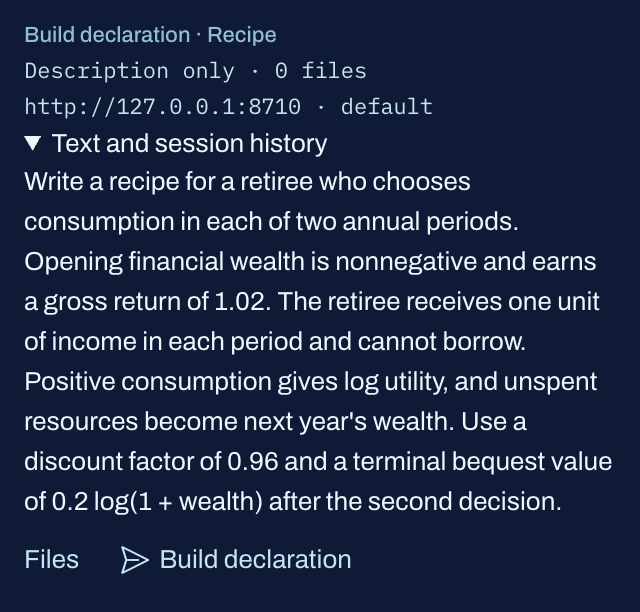 Build declaration · Recipe
Description only · 0 files
http://127.0.0.1:8710 · default
▼ Text and session history
Write a recipe for a retiree who chooses
consumption in each of two annual periods.
Opening financial wealth is nonnegative and earns
a gross return of 1.02. The retiree receives one unit
of income in each period and cannot borrow.
Positive consumption gives log utility, and unspent
resources become next year's wealth. Use a
discount factor of 0.96 and a terminal bequest value
of 0.2 log(1 + wealth) after the second decision.
Files Build declaration